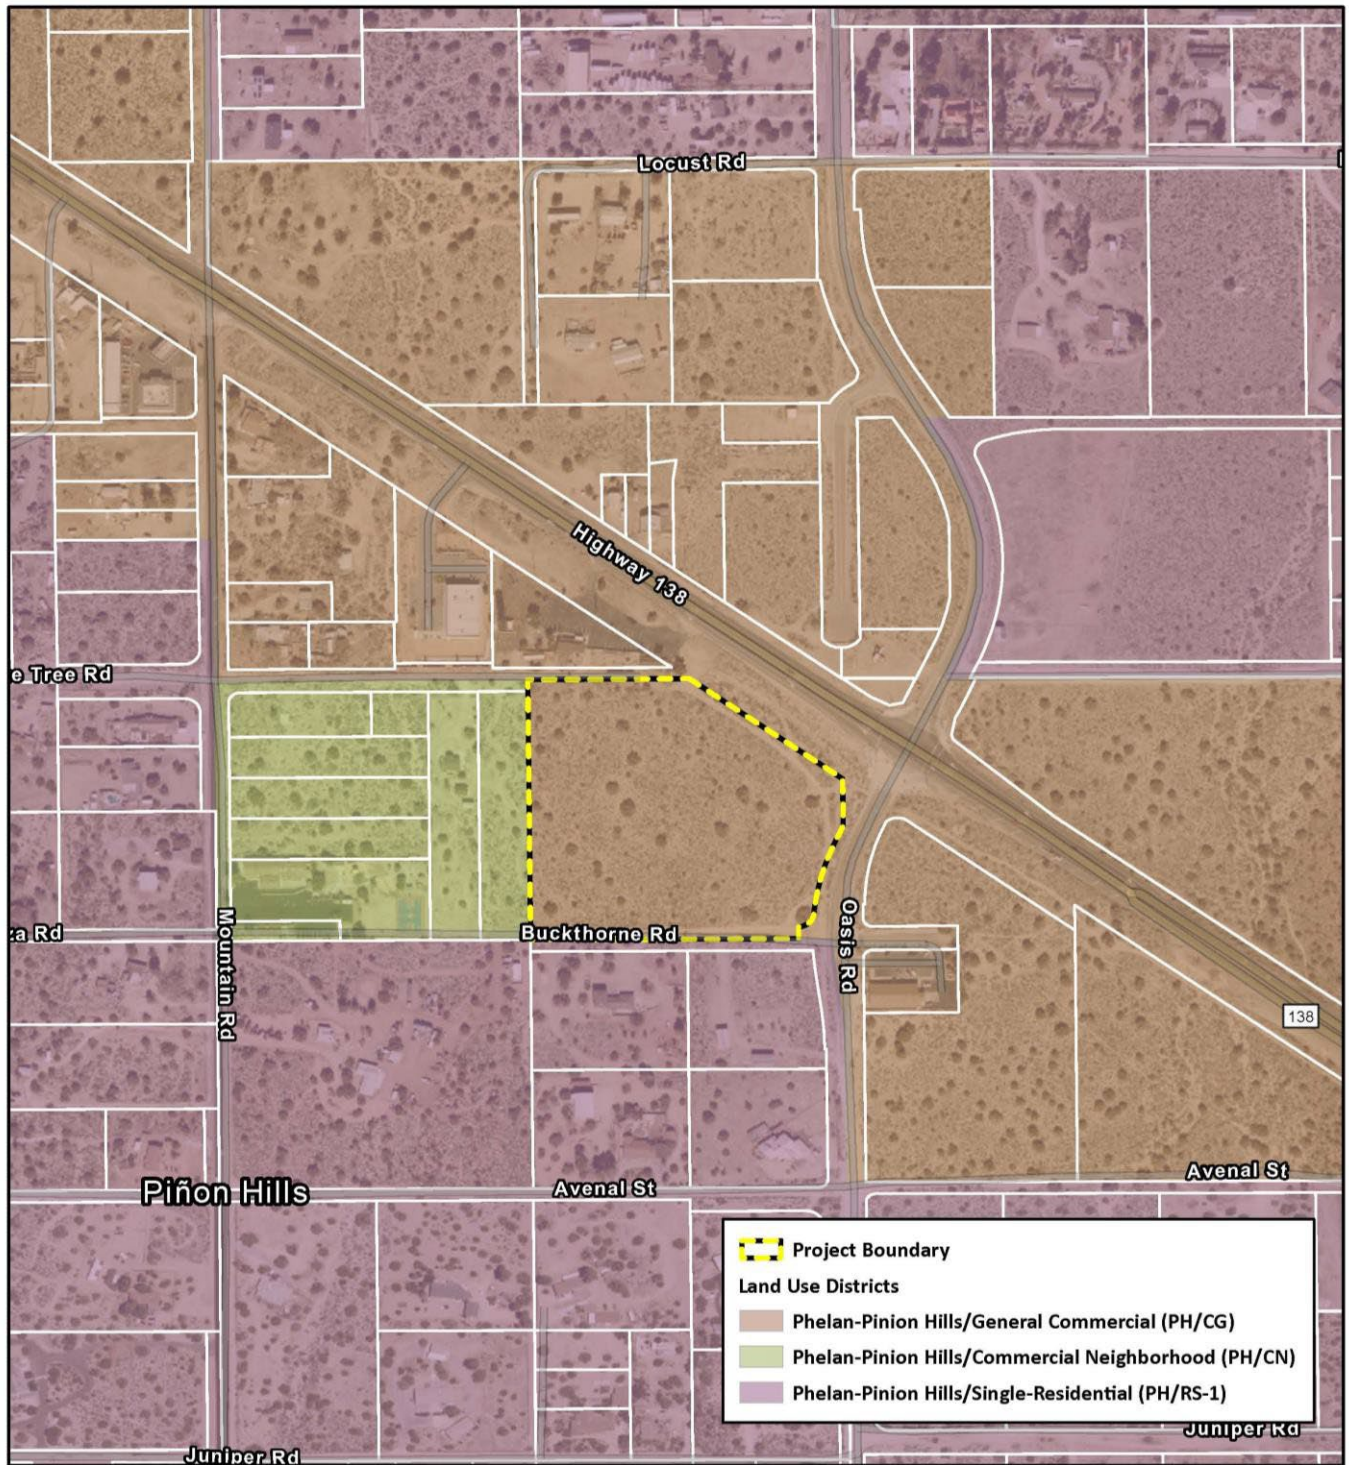 Locust Rd
Highway 138
e Tree Rd
za Rd
Mountain Rd
Buckthorne Rd
Oasis Rd
138
Piñon Hills
Avenal St
Avenal St
Project Boundary
Land Use Districts
Phelan-Pinion Hills/General Commercial (PH/CG)
Phelan-Pinion Hills/Commercial Neighborhood (PH/CN)
Phelan-Pinion Hills/Single-Residential (PH/RS-1)
Juniper Rd
Juniper Rd